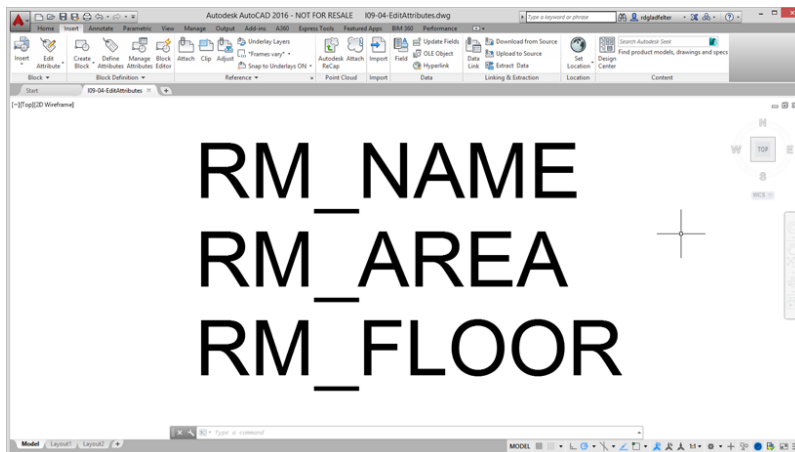 Autodesk AutoCAD 2016 - NOT FOR RESALE I09-04-EditAttributes.dwg
Type a keyword or phrase
rdgladfelter
Home Insert Annotate Parametric View Manage Output Add-ins A360 Express Tools Featured Apps BIM 360 Performance
Insert
Edit Attribute
Block
Create Block
Define Attributes
Manage Attributes
Block Editor
Block Definition
Attach
Clip
Adjust
Underlay Layers
*Frames vary*
Snap to Underlays ON
Reference
Autodesk ReCap
Attach
Point Cloud
Import
Import
Field
Update Fields
OLE Object
Hyperlink
Data
Data Link
Download from Source
Upload to Source
Extract Data
Linking & Extraction
Set Location
Location
Design Center
Search Autodesk Seek
Find product models, drawings and specs
Content
Start I09-04-EditAttributes
[−][Top][2D Wireframe]
N
W TOP E
S
WCS
RM_NAME
RM_AREA
RM_FLOOR
Type a command
Model Layout1 Layout2 +
MODEL
1:1